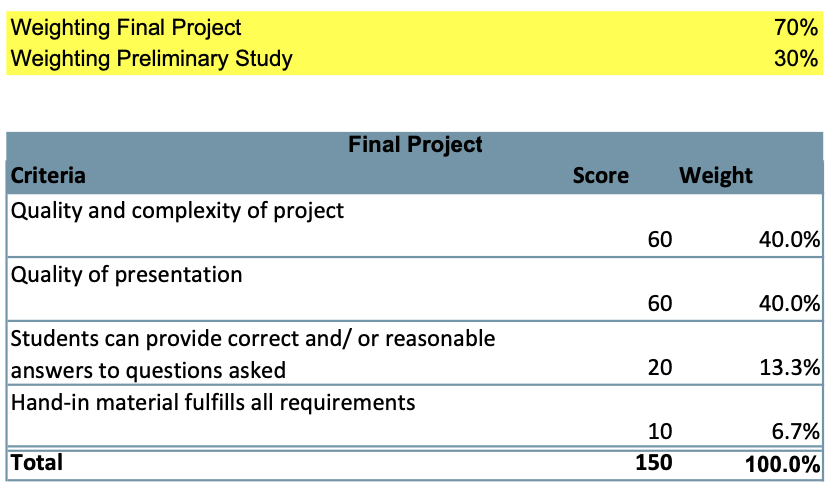 Weighting Final Project 70%
Weighting Preliminary Study 30%
Final Project
Criteria Score Weight
Quality and complexity of project
60 40.0%
Quality of presentation
60 40.0%
Students can provide correct and/ or reasonable
answers to questions asked 20 13.3%
Hand-in material fulfills all requirements
10 6.7%
Total 150 100.0%